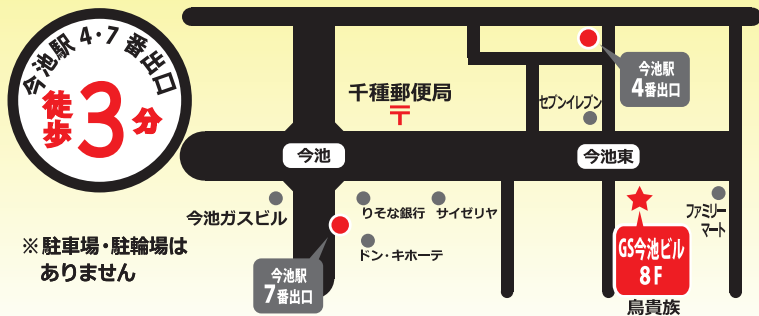 今池駅 4・7 番出口
徒歩3分
※駐車場・駐輪場は
ありません
千種郵便局
〒
今池駅
4番出口
セブンイレブン
今池
今池東
今池ガスビル
りそな銀行
サイゼリヤ
ドン・キホーテ
今池駅
7番出口
ファミリー
マート
GS今池ビル
8F
鳥貴族